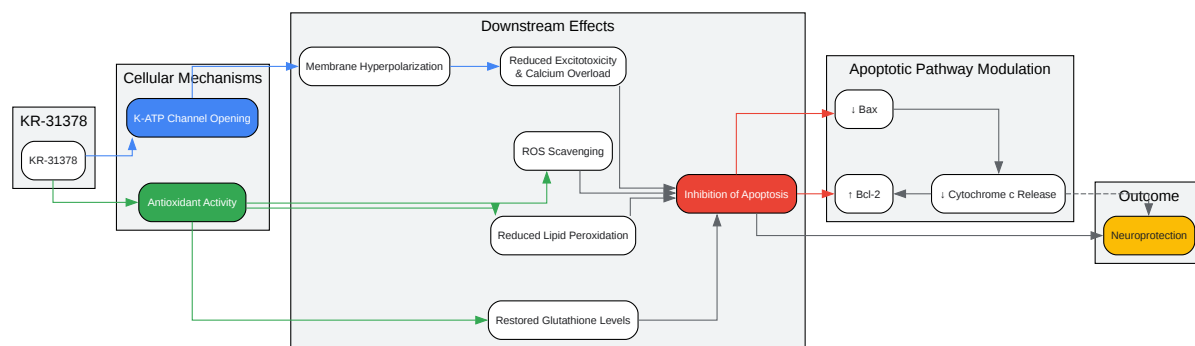 KR-31378
KR-31378
Cellular Mechanisms
K-ATP Channel Opening
Antioxidant Activity
Downstream Effects
Membrane Hyperpolarization
Reduced Excitotoxicity
& Calcium Overload
ROS Scavenging
Reduced Lipid Peroxidation
Restored Glutathione Levels
Inhibition of Apoptosis
Apoptotic Pathway Modulation
↓ Bax
↑ Bcl-2
↓ Cytochrome c Release
Outcome
Neuroprotection